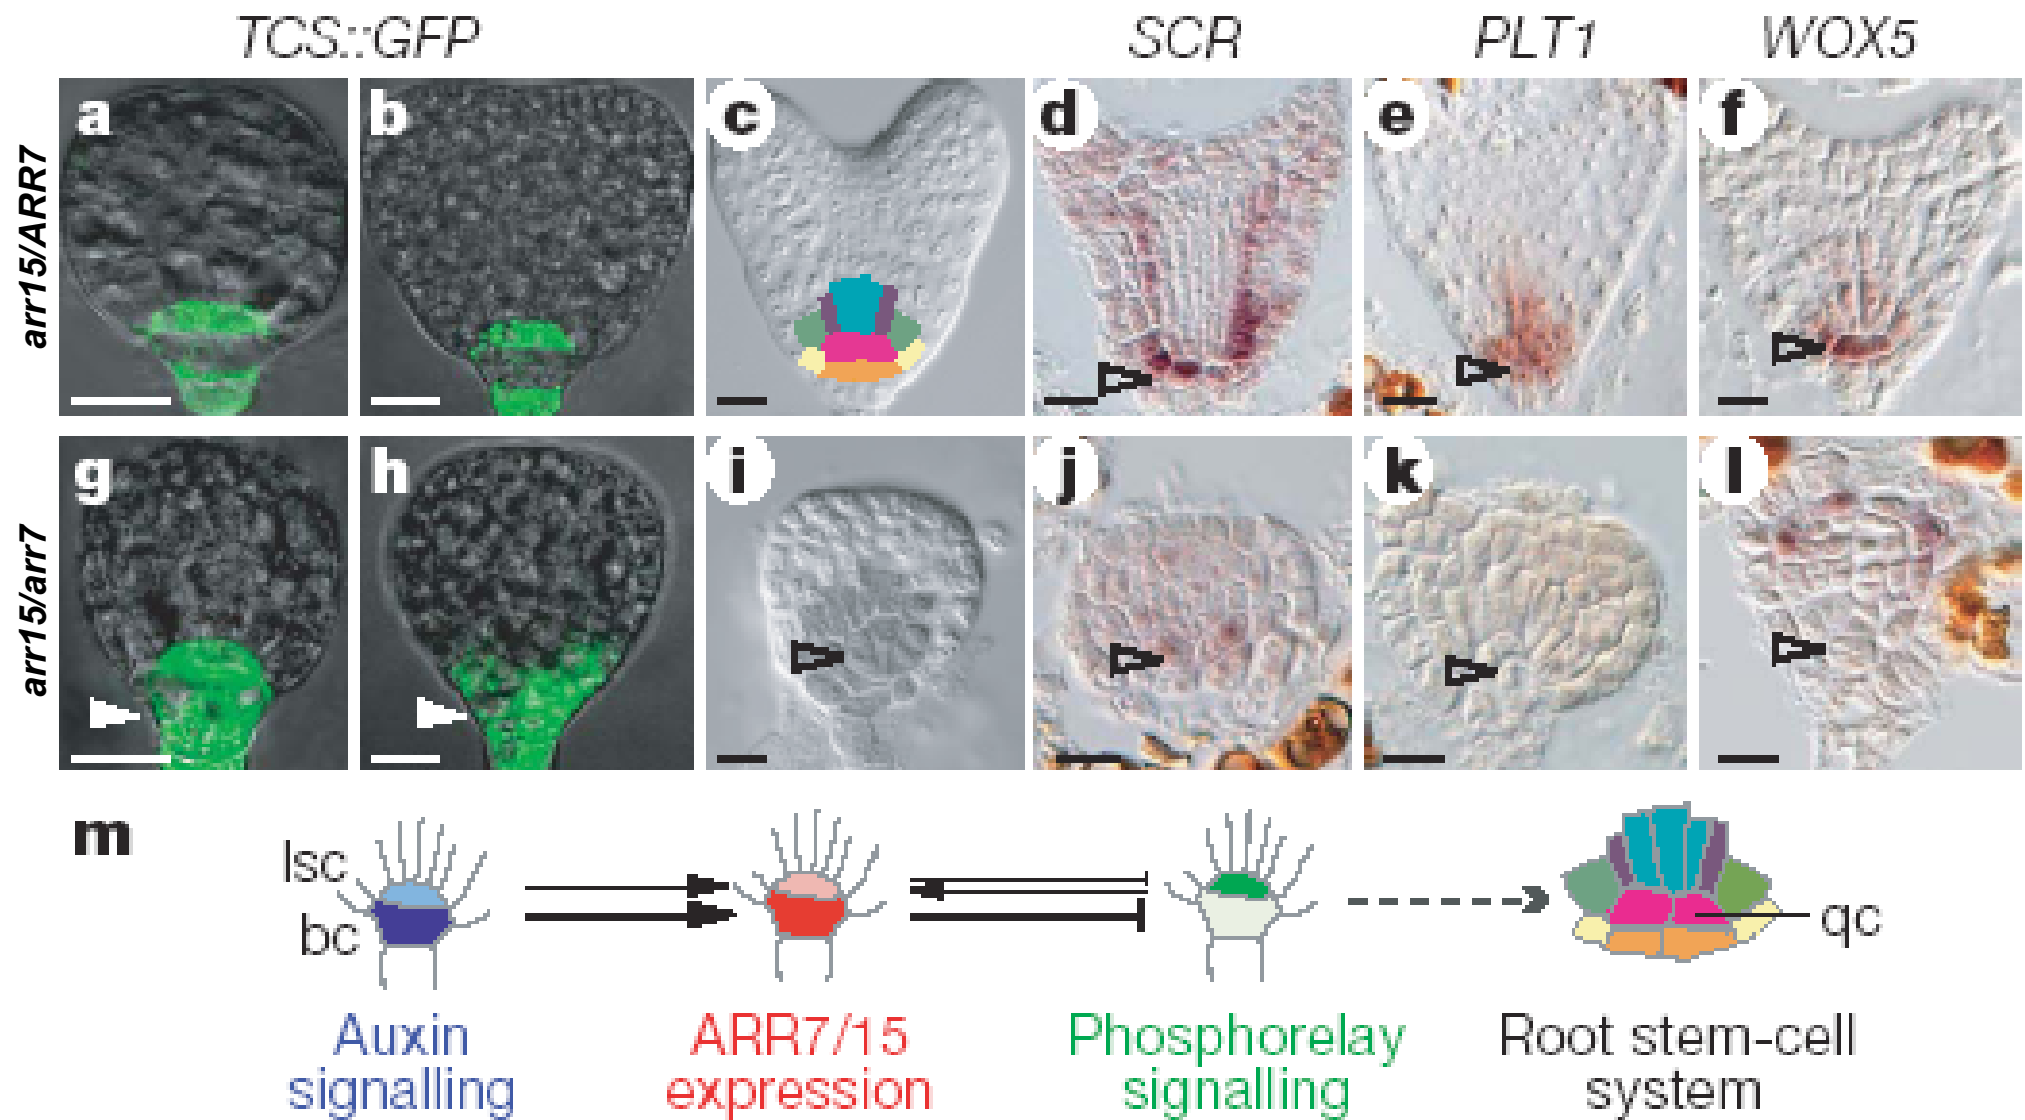 TCS::GFP SCR PLT1 WOX5
arr15/ARR7
a b c d e f
arr15/arr7
g h i j k l
m
lsc
bc
qc
Auxin signalling
ARR7/15 expression
Phosphorelay signalling
Root stem-cell system